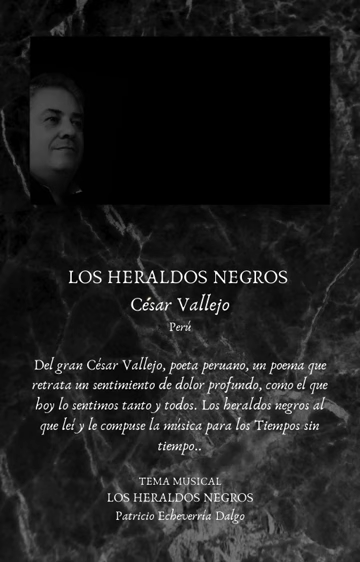 LOS HERALDOS NEGROS
César Vallejo
Perú
Del gran César Vallejo, poeta peruano, un poema que
retrata un sentimiento de dolor profundo, como el que
hoy lo sentimos tanto y todos. Los heraldos negros al
que leí y le compuse la música para los Tiempos sin
tiempo..
TEMA MUSICAL
LOS HERALDOS NEGROS
Patricio Echeverría Dalgo